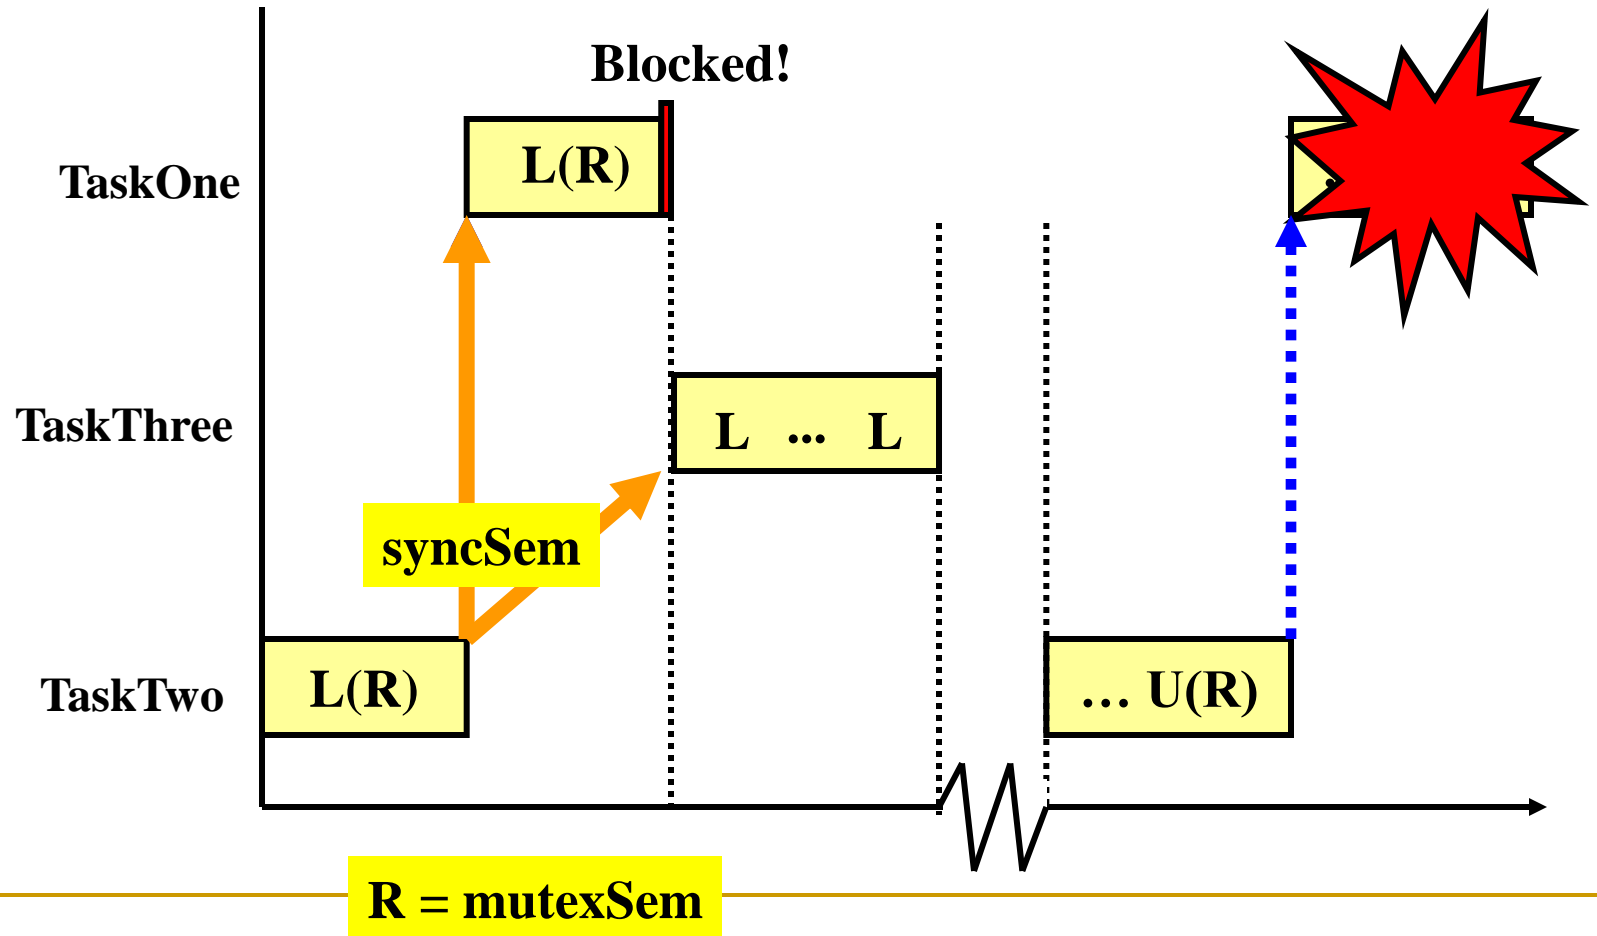 Blocked!
TaskOne
L(R)
TaskThree
L ... L
syncSem
TaskTwo
L(R)
... U(R)
R = mutexSem